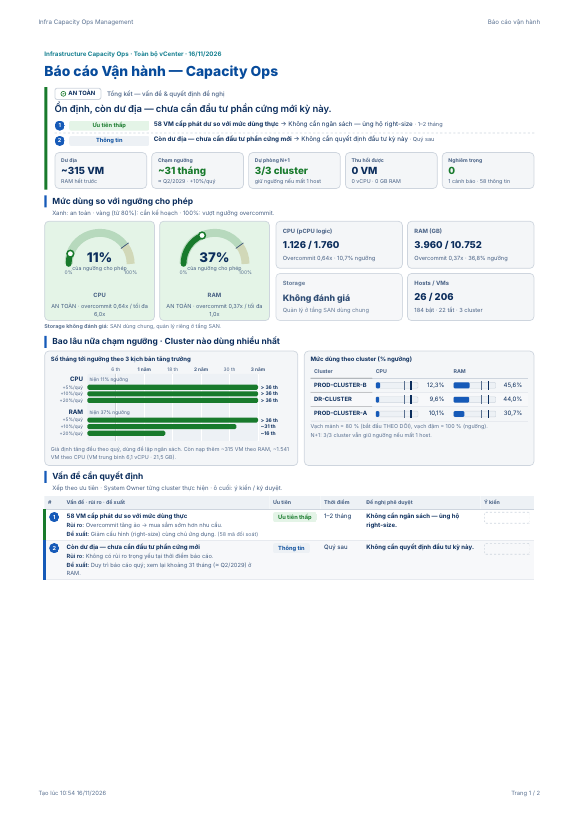 Infra Capacity Ops Management
Báo cáo vận hành
Infrastructure Capacity Ops · Toàn bộ vCenter · 16/11/2026
Báo cáo Vận hành — Capacity Ops
AN TOÀN
Tổng kết — vấn đề & quyết định đề nghị
Ổn định, còn dư địa — chưa cần đầu tư phần cứng mới kỳ này.
1 Ưu tiên thấp 58 VM cấp phát dư so với mức dùng thực → Không cần ngân sách — ủng hộ right-size · 1–2 tháng
2 Thông tin Còn dư địa — chưa cần đầu tư phần cứng mới → Không cần quyết định đầu tư kỳ này · Quý sau
Dư địa
~315 VM
RAM hết trước
Chạm ngưỡng
~31 tháng
≈ Q2/2029 · +10%/quý
Dự phòng N+1
3/3 cluster
giữ ngưỡng nếu mất 1 host
Thu hồi được
0 VM
0 vCPU · 0 GB RAM
Nghiêm trọng
0
1 cảnh báo · 58 thông tin
Mức dùng so với ngưỡng cho phép
Xanh: an toàn · vàng (từ 80%): cần kế hoạch · 100%: vượt ngưỡng overcommit.
11%
của ngưỡng cho phép
0%
100%
CPU
AN TOÀN · overcommit 0,64x / tối đa
6,0x
37%
của ngưỡng cho phép
0%
100%
RAM
AN TOÀN · overcommit 0,37x / tối đa
1,0x
CPU (pCPU logic)
1.126 / 1.760
Overcommit 0,64x · 10,7% ngưỡng
RAM (GB)
3.960 / 10.752
Overcommit 0,37x · 36,8% ngưỡng
Storage
Không đánh giá
Quản lý ở tầng SAN dùng chung
Hosts / VMs
26 / 206
184 bật · 22 tắt · 3 cluster
Storage không đánh giá: SAN dùng chung, quản lý riêng ở tầng SAN.
Bao lâu nữa chạm ngưỡng · Cluster nào dùng nhiều nhất
Số tháng tới ngưỡng theo 3 kịch bản tăng trưởng
6 th 1 năm 18 th 2 năm 30 th 3 năm
CPU hiện 11% ngưỡng
+5%/quý > 36 th
+10%/quý > 36 th
+20%/quý > 36 th
RAM hiện 37% ngưỡng
+5%/quý > 36 th
+10%/quý ~31 th
+20%/quý ~16 th
Giả định tăng đều theo quý, dùng để lập ngân sách. Còn nạp thêm ~315 VM theo RAM, ~1.541
VM theo CPU (VM trung bình 6,1 vCPU · 21,5 GB).
Mức dùng theo cluster (% ngưỡng)
Cluster CPU RAM
PROD-CLUSTER-B 12,3% 45,6%
DR-CLUSTER 9,6% 44,0%
PROD-CLUSTER-A 10,1% 30,7%
Vạch mảnh = 80 % (bắt đầu THEO DÕI), vạch đậm = 100 % (ngưỡng).
N+1: 3/3 cluster vẫn giữ ngưỡng nếu mất 1 host.
Vấn đề cần quyết định
Xếp theo ưu tiên · System Owner từng cluster thực hiện · ô cuối: ý kiến / ký duyệt.
# Vấn đề · rủi ro · đề xuất Ưu tiên Thời điểm Đề nghị phê duyệt Ý kiến
1 58 VM cấp phát dư so với mức dùng thực Ưu tiên thấp 1–2 tháng Không cần ngân sách — ủng hộ
right-size.
Rủi ro: Overcommit tăng ảo → mua sắm sớm hơn nhu cầu.
Đề xuất: Giảm cấu hình (right-size) cùng chủ ứng dụng. (58 mã đối soát)
2 Còn dư địa — chưa cần đầu tư phần cứng mới Thông tin Quý sau Không cần quyết định đầu tư kỳ này.
Rủi ro: Không có rủi ro trọng yếu tại thời điểm báo cáo.
Đề xuất: Duy trì báo cáo quý; xem lại khoảng 31 tháng (≈ Q2/2029) ở
RAM.
Tạo lúc 10:54 16/11/2026
Trang 1 / 2